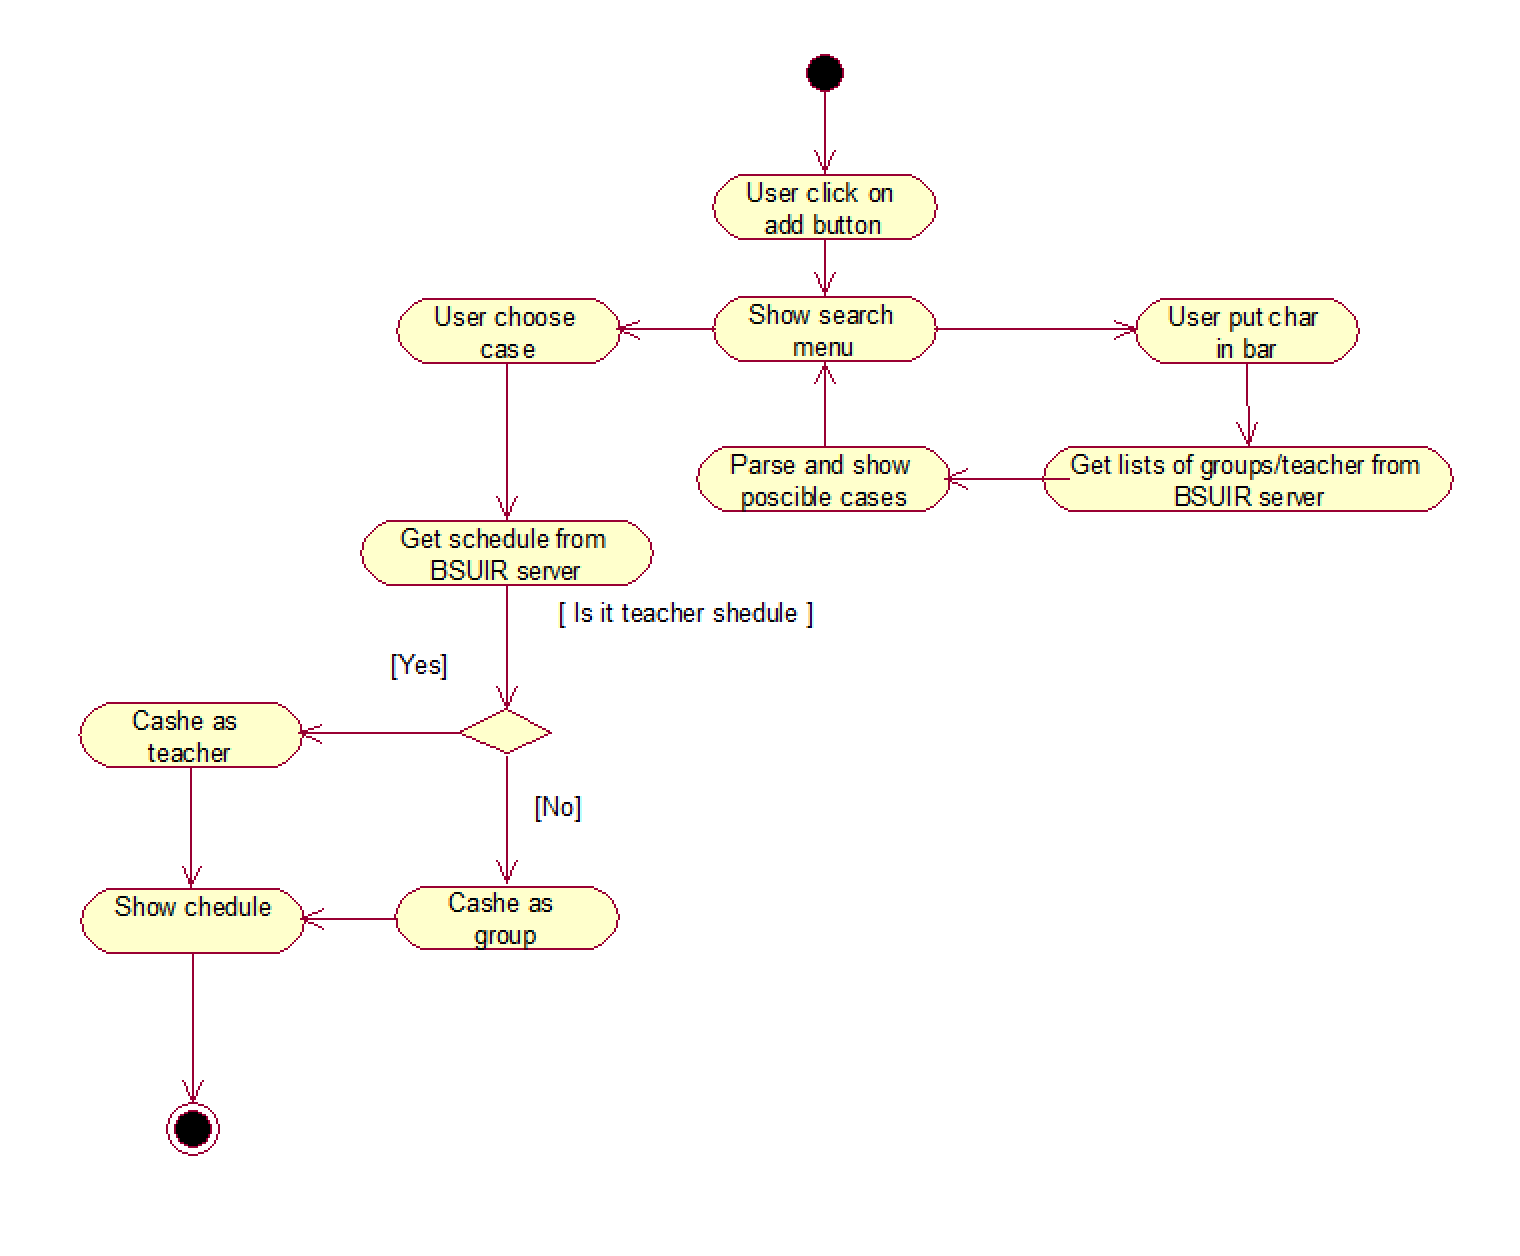 User click on
add button
User choose
case
Show search
menu
User put char
in bar
Parse and show
poscible cases
Get lists of groups/teacher from
BSUIR server
Get schedule from
BSUIR server
[ Is it teacher shedule ]
[Yes]
Cashe as
teacher
[No]
Show chedule
Cashe as
group